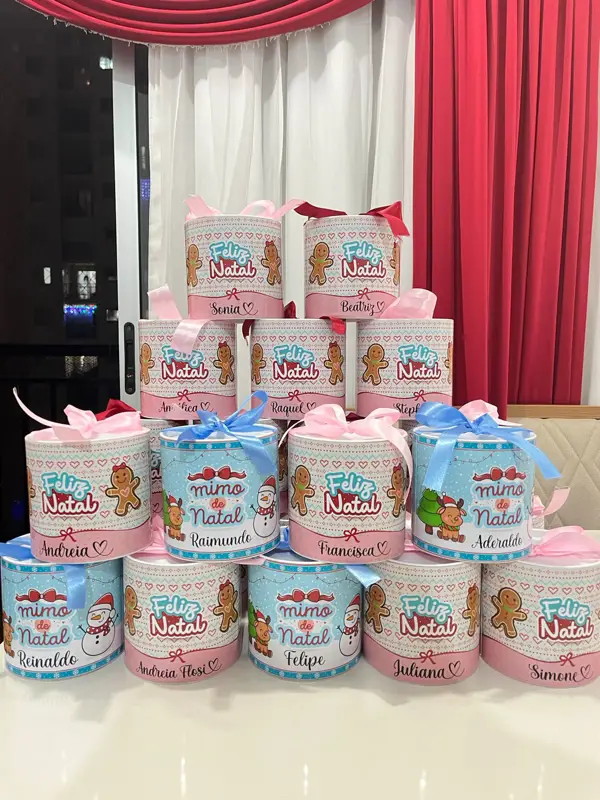 Feliz
Natal
Sonia
Feliz
Natal
Beatriz
Feliz
Natal
Angélica
Feliz
Natal
Raquel
Feliz
Natal
Feliz
Natal
Andreia
mimo
de
Natal
Raimundo
Feliz
Natal
Francisca
mimo
de
Natal
Aderaldo
mimo
de
Natal
Reinaldo
Feliz
Natal
Andreia Flosi
mimo
de
Natal
Felipe
Feliz
Natal
Juliana
Feliz
Natal
Simone